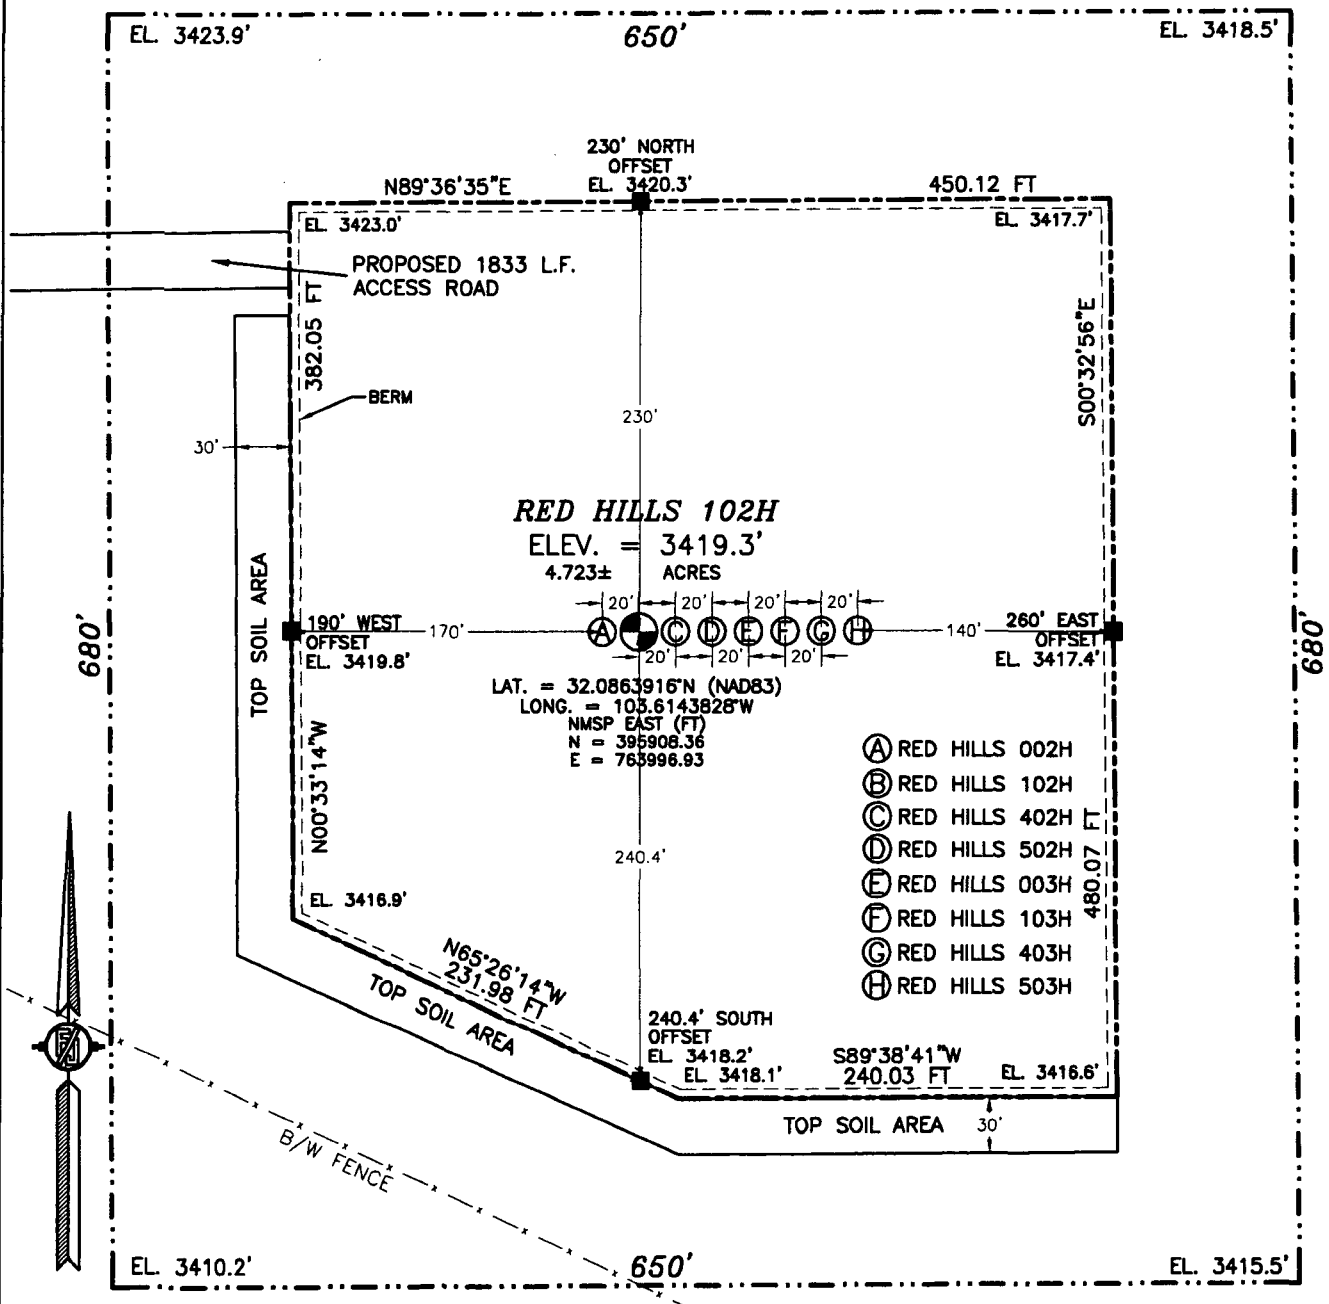 EL. 3423.9'
650'
EL. 3418.5'
230' NORTH
OFFSET
EL. 3420.3'
N89°36'35"E
450.12 FT
EL. 3423.0'
EL. 3417.7'
PROPOSED 1833 L.F.
ACCESS ROAD
382.05 FT
S00°32'56"E
BERM
230'
30'
RED HILLS 102H
ELEV. = 3419.3'
4.723± ACRES
20' 20' 20' 20'
TOP SOIL AREA
680'
680'
190' WEST
OFFSET
EL. 3419.8'
170'
A C D E F G H
140'
260' EAST
OFFSET
EL. 3417.4'
20' 20' 20'
LAT. = 32.0863916°N (NAD83)
LONG. = 103.6143828°W
NMSP EAST (FT)
N = 395908.36
E = 763996.93
N00°33'14"W
A RED HILLS 002H
B RED HILLS 102H
C RED HILLS 402H
D RED HILLS 502H
E RED HILLS 003H
F RED HILLS 103H
G RED HILLS 403H
H RED HILLS 503H
480.07 FT
240.4'
EL. 3416.9'
N65°26'14"W
231.98 FT
TOP SOIL AREA
240.4' SOUTH
OFFSET
EL. 3418.2'
EL. 3418.1'
S89°38'41"W
240.03 FT
EL. 3416.6'
TOP SOIL AREA
30'
B/W FENCE
EL. 3410.2'
650'
EL. 3415.5'